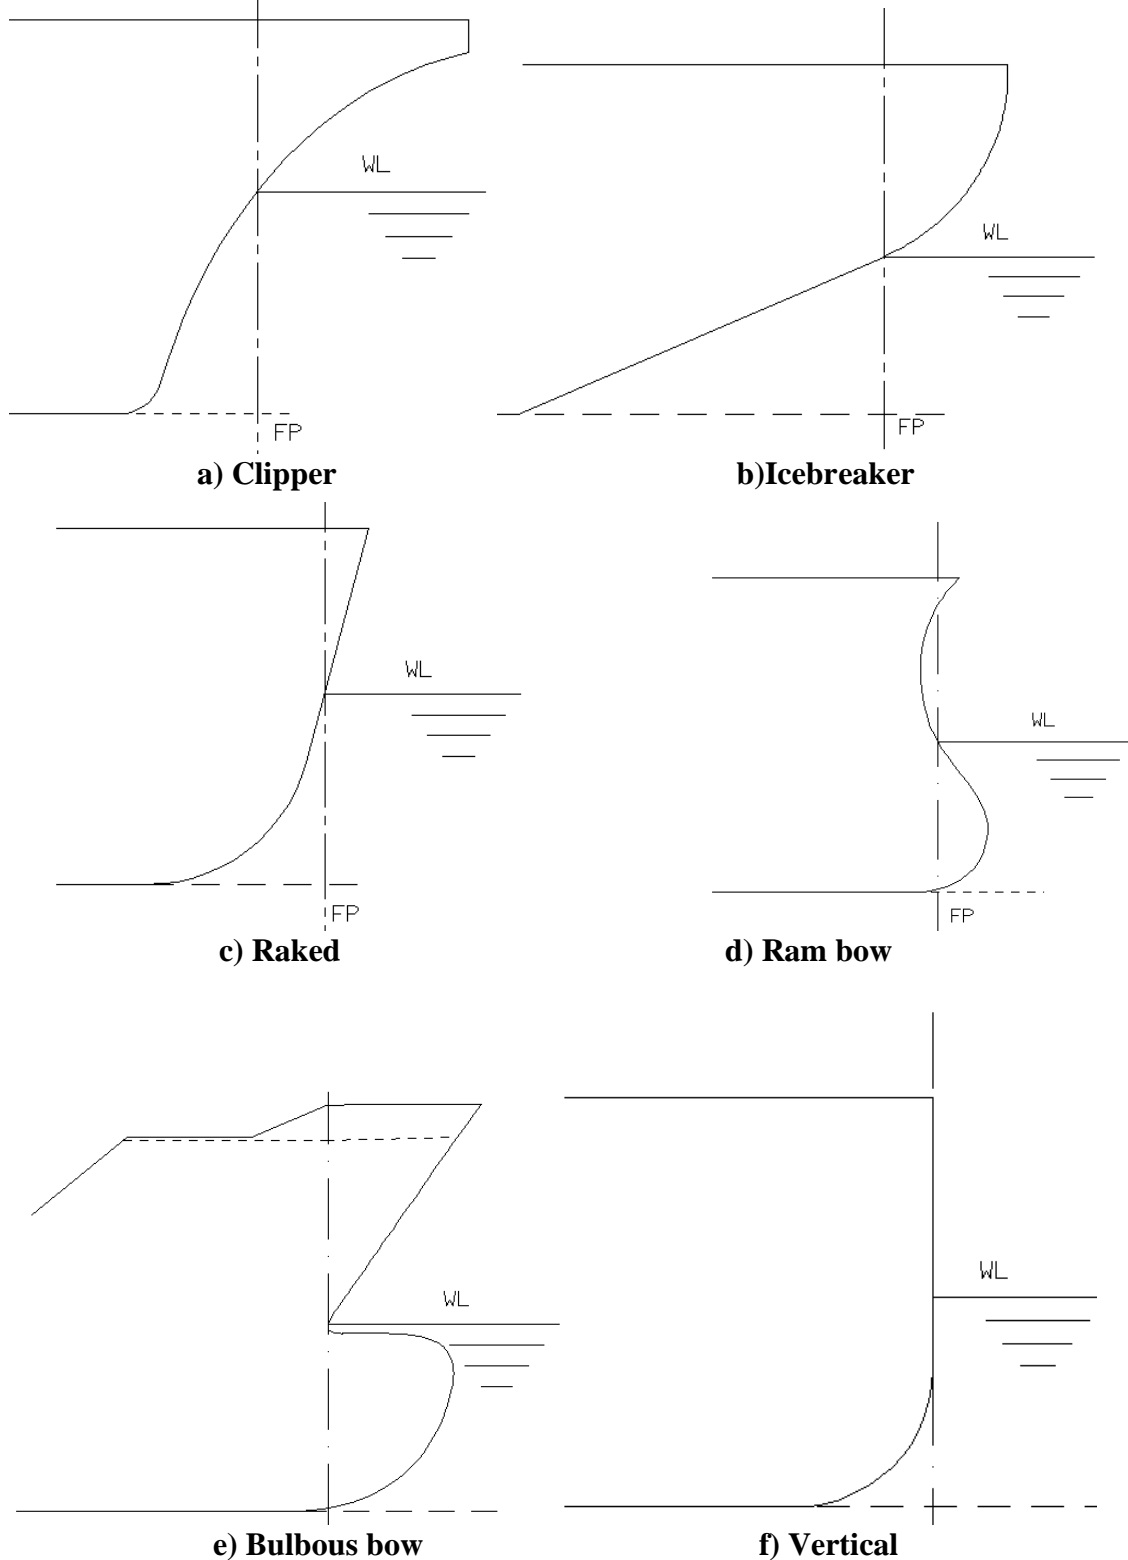 WL
FP
a) Clipper
WL
FP
b)Icebreaker
WL
FP
c) Raked
WL
FP
d) Ram bow
WL
e) Bulbous bow
WL
f) Vertical